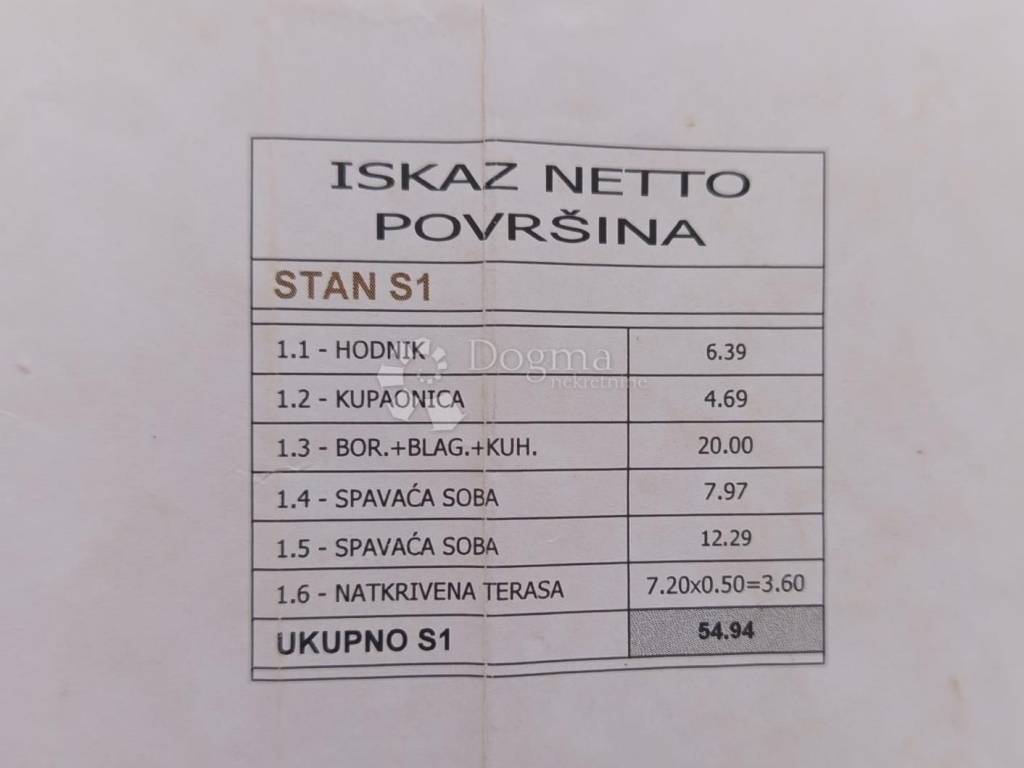 ISKAZ NETTO
POVRŠINA
STAN S1
1.1 - HODNIK 6.39
Dogma
nekretnine
1.2 - KUPAONICA 4.69
1.3 - BOR.+BLAG.+KUH. 20.00
1.4 - SPAVAĆA SOBA 7.97
1.5 - SPAVAĆA SOBA 12.29
1.6 - NATKRIVENA TERASA 7.20x0.50=3.60
UKUPNO S1 54.94